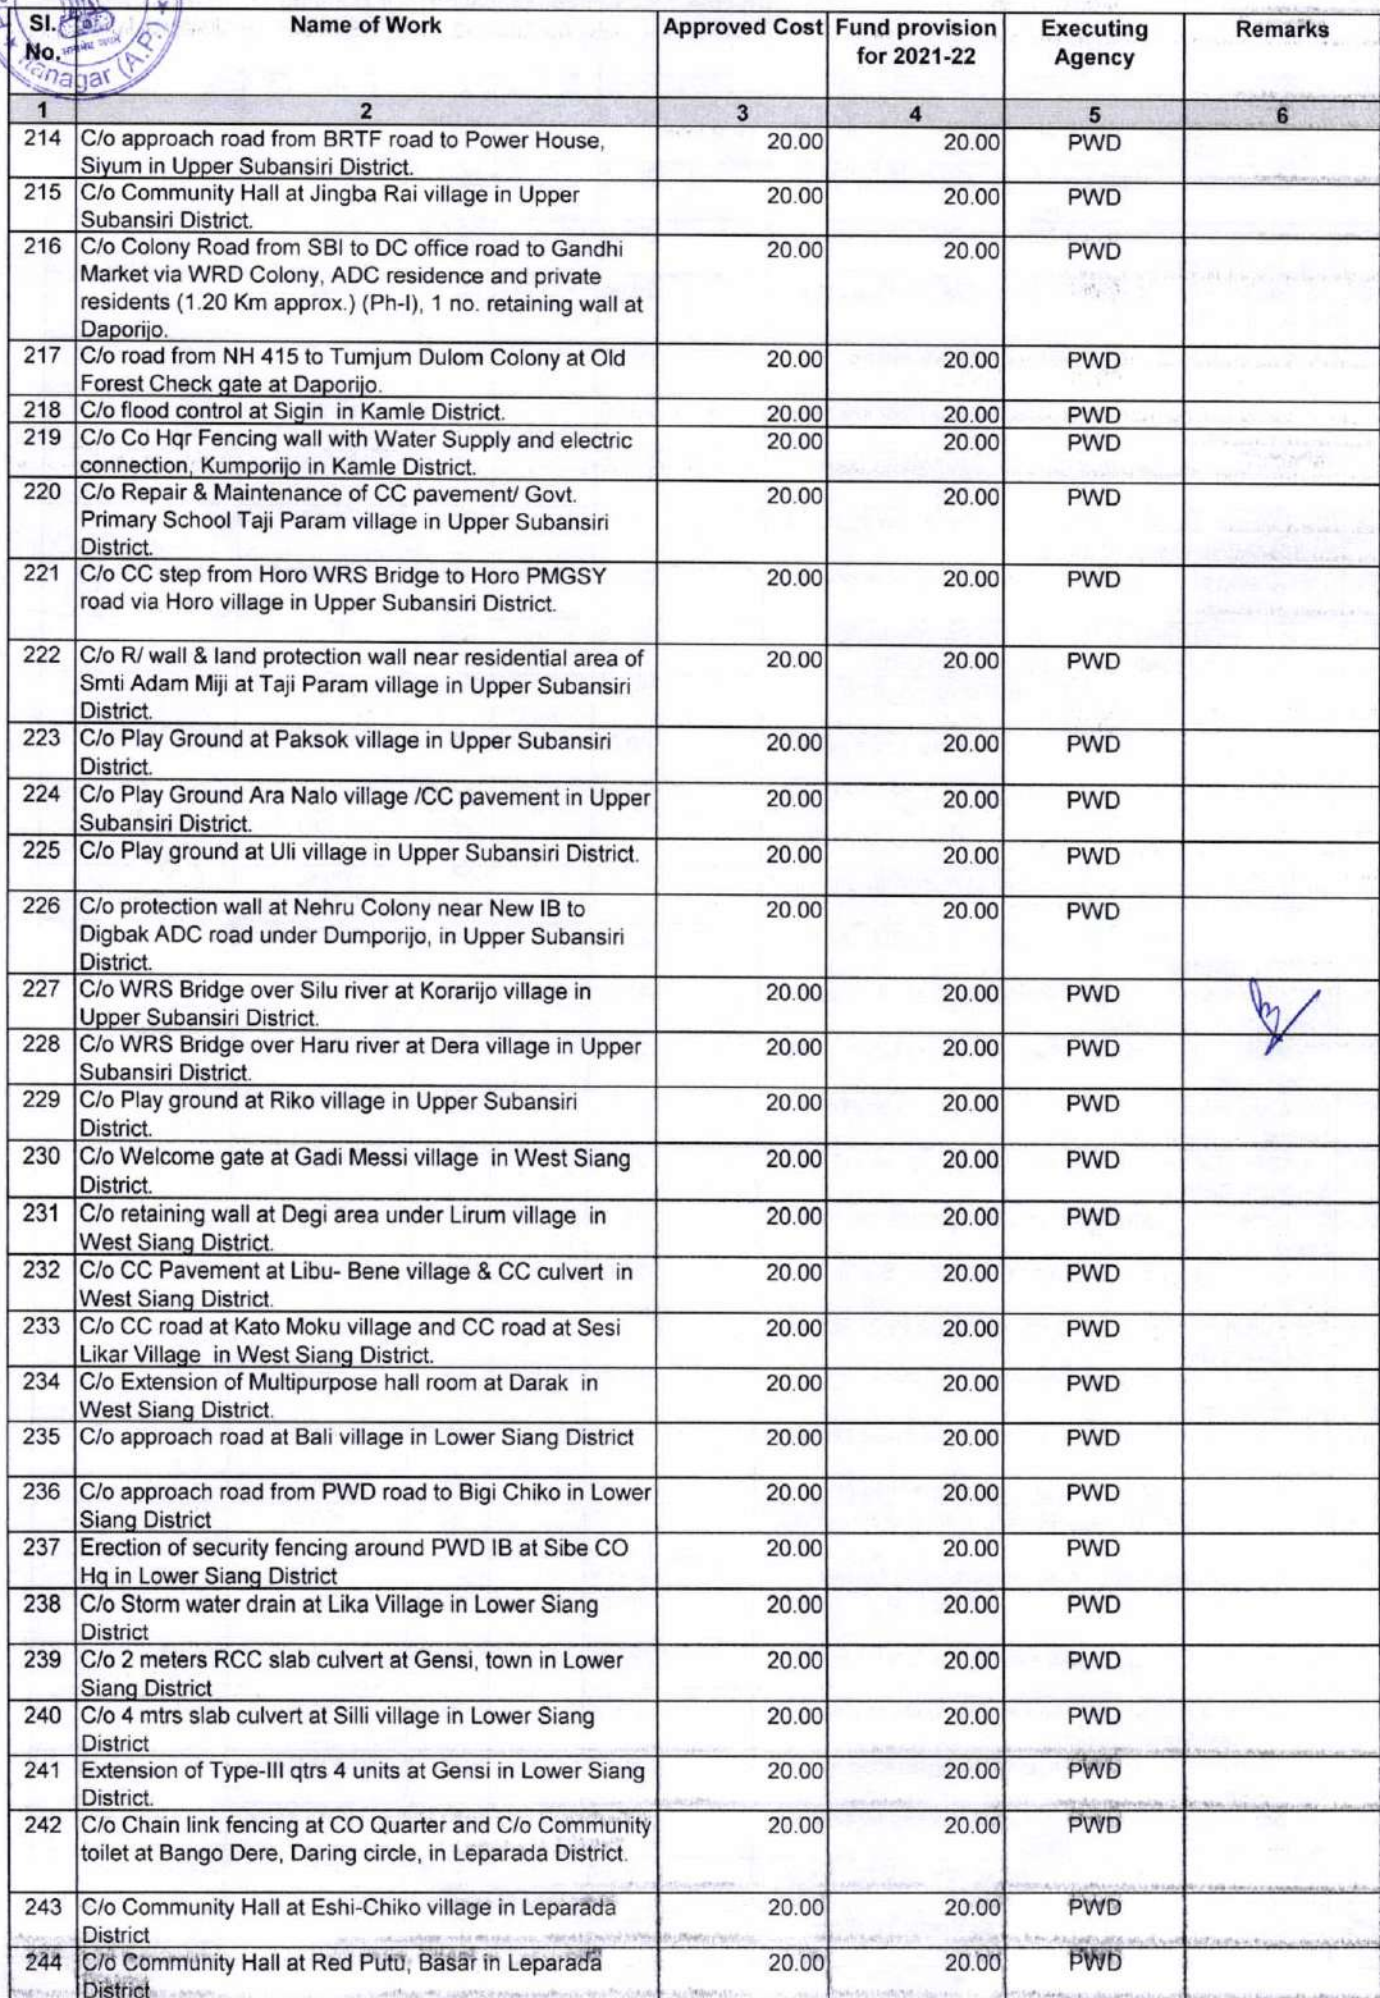 Sl. No. Name of Work Approved Cost Fund provision for 2021-22 Executing Agency Remarks
1 2 3 4 5 6
214 C/o approach road from BRTF road to Power House, 20.00 20.00 PWD
Siyum in Upper Subansiri District.
215 C/o Community Hall at Jingba Rai village in Upper 20.00 20.00 PWD
Subansiri District.
216 C/o Colony Road from SBI to DC office road to Gandhi 20.00 20.00 PWD
Market via WRD Colony, ADC residence and private
residents (1.20 Km approx.) (Ph-I), 1 no. retaining wall at
Daporijo.
217 C/o road from NH 415 to Tumjum Dulom Colony at Old 20.00 20.00 PWD
Forest Check gate at Daporijo.
218 C/o flood control at Sigin in Kamle District. 20.00 20.00 PWD
219 C/o Co Hqr Fencing wall with Water Supply and electric 20.00 20.00 PWD
connection, Kumporijo in Kamle District.
220 C/o Repair & Maintenance of CC pavement/ Govt. 20.00 20.00 PWD
Primary School Taji Param village in Upper Subansiri
District.
221 C/o CC step from Horo WRS Bridge to Horo PMGSY 20.00 20.00 PWD
road via Horo village in Upper Subansiri District.
222 C/o R/ wall & land protection wall near residential area of 20.00 20.00 PWD
Smti Adam Miji at Taji Param village in Upper Subansiri
District.
223 C/o Play Ground at Paksok village in Upper Subansiri 20.00 20.00 PWD
District.
224 C/o Play Ground Ara Nalo village /CC pavement in Upper 20.00 20.00 PWD
Subansiri District.
225 C/o Play ground at Uli village in Upper Subansiri District. 20.00 20.00 PWD
226 C/o protection wall at Nehru Colony near New IB to 20.00 20.00 PWD
Digbak ADC road under Dumporijo, in Upper Subansiri
District.
227 C/o WRS Bridge over Silu river at Korarijo village in 20.00 20.00 PWD
Upper Subansiri District.
228 C/o WRS Bridge over Haru river at Dera village in Upper 20.00 20.00 PWD
Subansiri District.
229 C/o Play ground at Riko village in Upper Subansiri 20.00 20.00 PWD
District.
230 C/o Welcome gate at Gadi Messi village in West Siang 20.00 20.00 PWD
District.
231 C/o retaining wall at Degi area under Lirum village in 20.00 20.00 PWD
West Siang District.
232 C/o CC Pavement at Libu- Bene village & CC culvert in 20.00 20.00 PWD
West Siang District.
233 C/o CC road at Kato Moku village and CC road at Sesi 20.00 20.00 PWD
Likar Village in West Siang District.
234 C/o Extension of Multipurpose hall room at Darak in 20.00 20.00 PWD
West Siang District.
235 C/o approach road at Bali village in Lower Siang District 20.00 20.00 PWD
236 C/o approach road from PWD road to Bigi Chiko in Lower 20.00 20.00 PWD
Siang District
237 Erection of security fencing around PWD IB at Sibe CO 20.00 20.00 PWD
Hq in Lower Siang District
238 C/o Storm water drain at Lika Village in Lower Siang 20.00 20.00 PWD
District
239 C/o 2 meters RCC slab culvert at Gensi, town in Lower 20.00 20.00 PWD
Siang District
240 C/o 4 mtrs slab culvert at Silli village in Lower Siang 20.00 20.00 PWD
District
241 Extension of Type-III qtrs 4 units at Gensi in Lower Siang 20.00 20.00 PWD
District.
242 C/o Chain link fencing at CO Quarter and C/o Community 20.00 20.00 PWD
toilet at Bango Dere, Daring circle, in Leparada District.
243 C/o Community Hall at Eshi-Chiko village in Leparada 20.00 20.00 PWD
District
244 C/o Community Hall at Red Putu, Basar in Leparada 20.00 20.00 PWD
District
(A.P.)